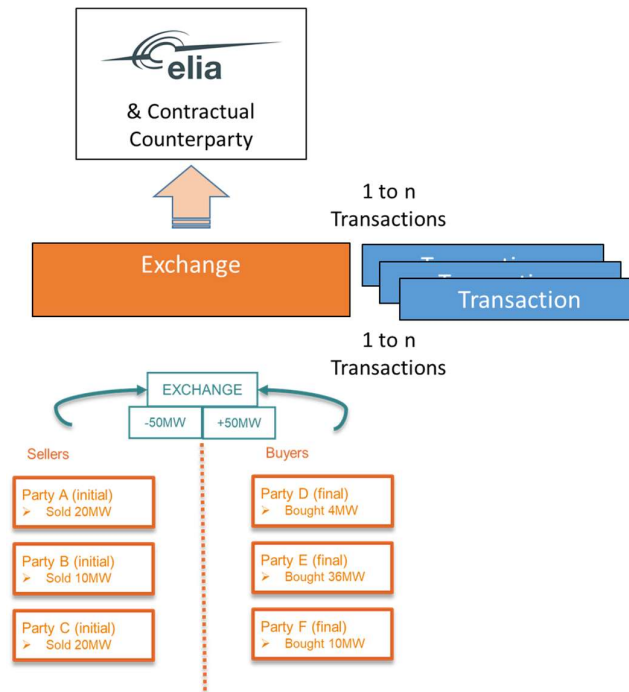 elia
& Contractual
Counterparty
1 to n
Transactions
Exchange
Transaction
Transaction
Transaction
1 to n
Transactions
EXCHANGE
-50MW
+50MW
Sellers
Buyers
Party A (initial)
➢ Sold 20MW
Party D (final)
➢ Bought 4MW
Party B (initial)
➢ Sold 10MW
Party E (final)
➢ Bought 36MW
Party C (initial)
➢ Sold 20MW
Party F (final)
➢ Bought 10MW